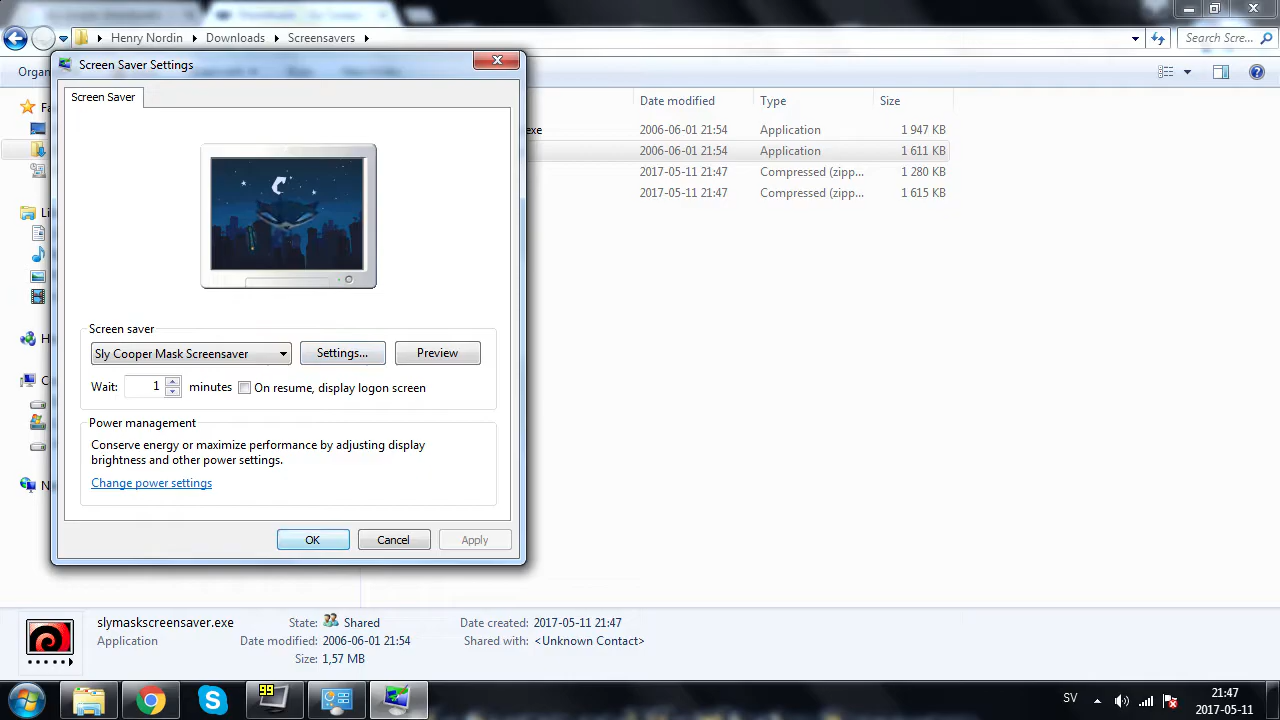 Henry Nordin Downloads Screensavers
Search Scre...
Screen Saver Settings
Organ
Screen Saver
Date modified Type Size
exe 2006-06-01 21:54 Application 1 947 KB
2006-06-01 21:54 Application 1 611 KB
2017-05-11 21:47 Compressed (zipp... 1 280 KB
2017-05-11 21:47 Compressed (zipp... 1 615 KB
Fa
Li
H
C
N
Screen saver
Sly Cooper Mask Screensaver
Settings...
Preview
Wait: 1 minutes On resume, display logon screen
Power management
Conserve energy or maximize performance by adjusting display
brightness and other power settings.
Change power settings
OK
Cancel
Apply
slymaskscreensaver.exe State: Shared Date created: 2017-05-11 21:47
Application Date modified: 2006-06-01 21:54 Shared with: <Unknown Contact>
Size: 1,57 MB
99
SV
21:47
2017-05-11